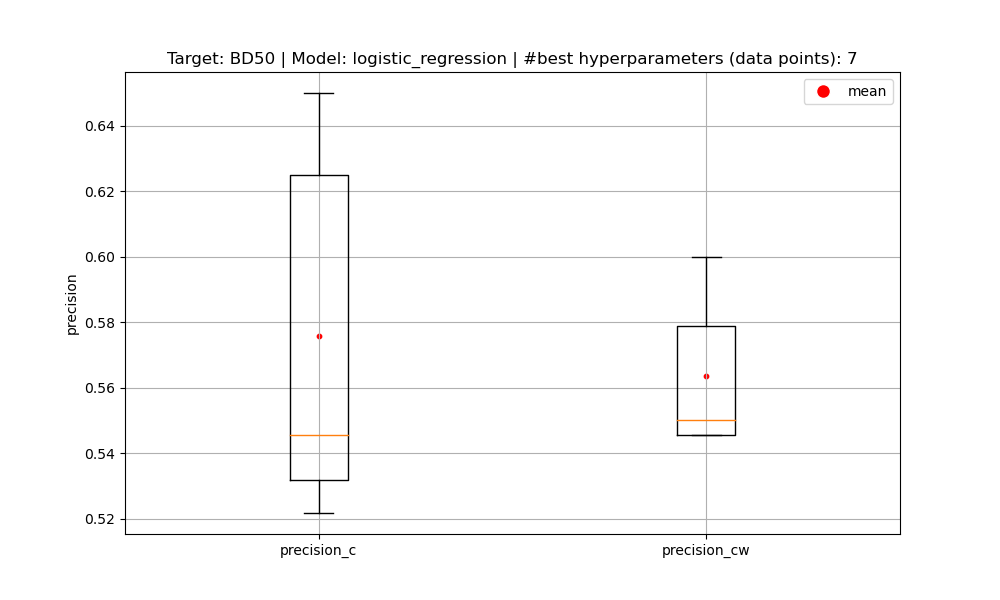 Target: BD50 | Model: logistic_regression | #best hyperparameters (data points): 7
mean
0.64
0.62
0.60
0.58
0.56
0.54
0.52
precision
precision_c
precision_cw